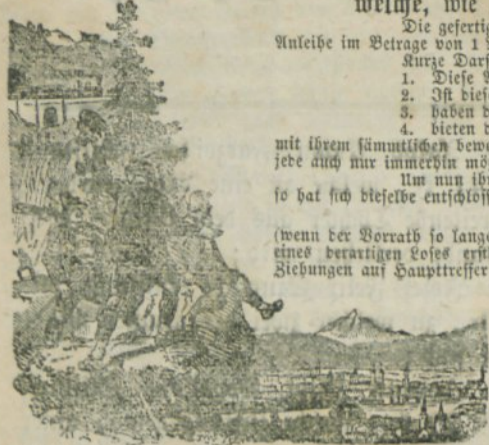 welche, wie
Die gefertig
Anleihe im Betrage von 1
Kurze Dars
1. Diese A
2. Ist diese
3. haben d
4. bieten d
mit ihrem sämmtlichen bewe
jede auch nur immerhin mö
Um nun ihr
so hat sich dieselbe entschloss
(wenn der Vorrath so lange
eines derartigen Loses erst
Ziehungen auf Haupttreffer